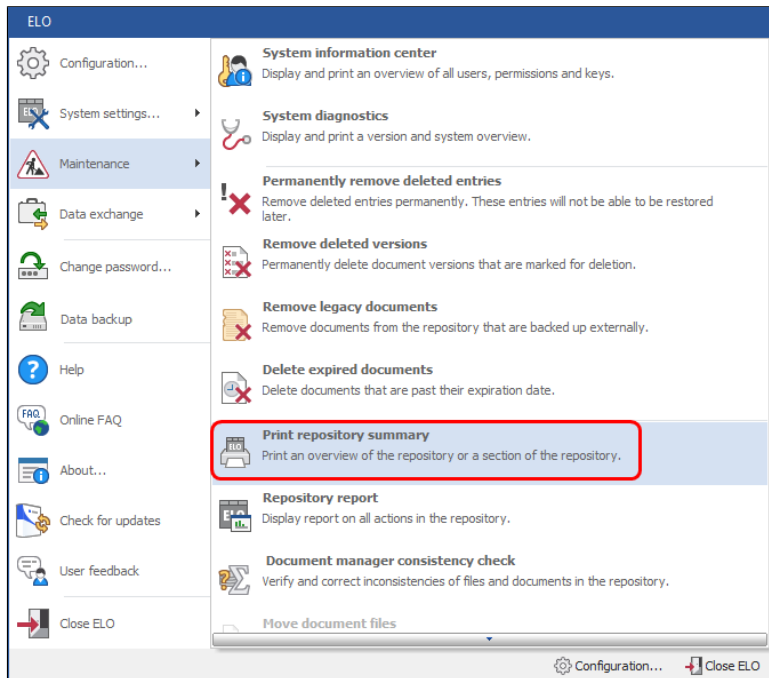 ELO
Configuration...
System settings...
Maintenance
Data exchange
Change password...
Data backup
Help
FAQ
Online FAQ
About...
Check for updates
User feedback
Close ELO
System information center
Display and print an overview of all users, permissions and keys.
System diagnostics
Display and print a version and system overview.
Permanently remove deleted entries
Remove deleted entries permanently. These entries will not be able to be restored
later.
Remove deleted versions
Permanently delete document versions that are marked for deletion.
Remove legacy documents
Remove documents from the repository that are backed up externally.
Delete expired documents
Delete documents that are past their expiration date.
ELO
Print repository summary
Print an overview of the repository or a section of the repository.
Repository report
Display report on all actions in the repository.
Document manager consistency check
Verify and correct inconsistencies of files and documents in the repository.
Move document files
Configuration...
Close ELO